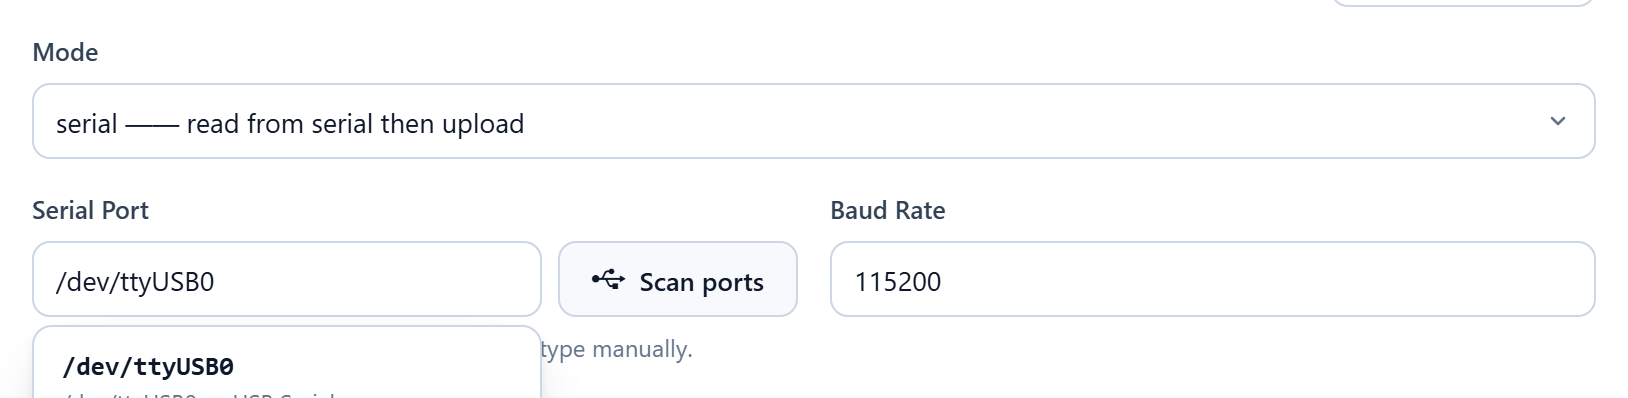 Mode
serial —— read from serial then upload
Serial Port
Baud Rate
/dev/ttyUSB0
Scan ports
115200
type manually.
/dev/ttyUSB0